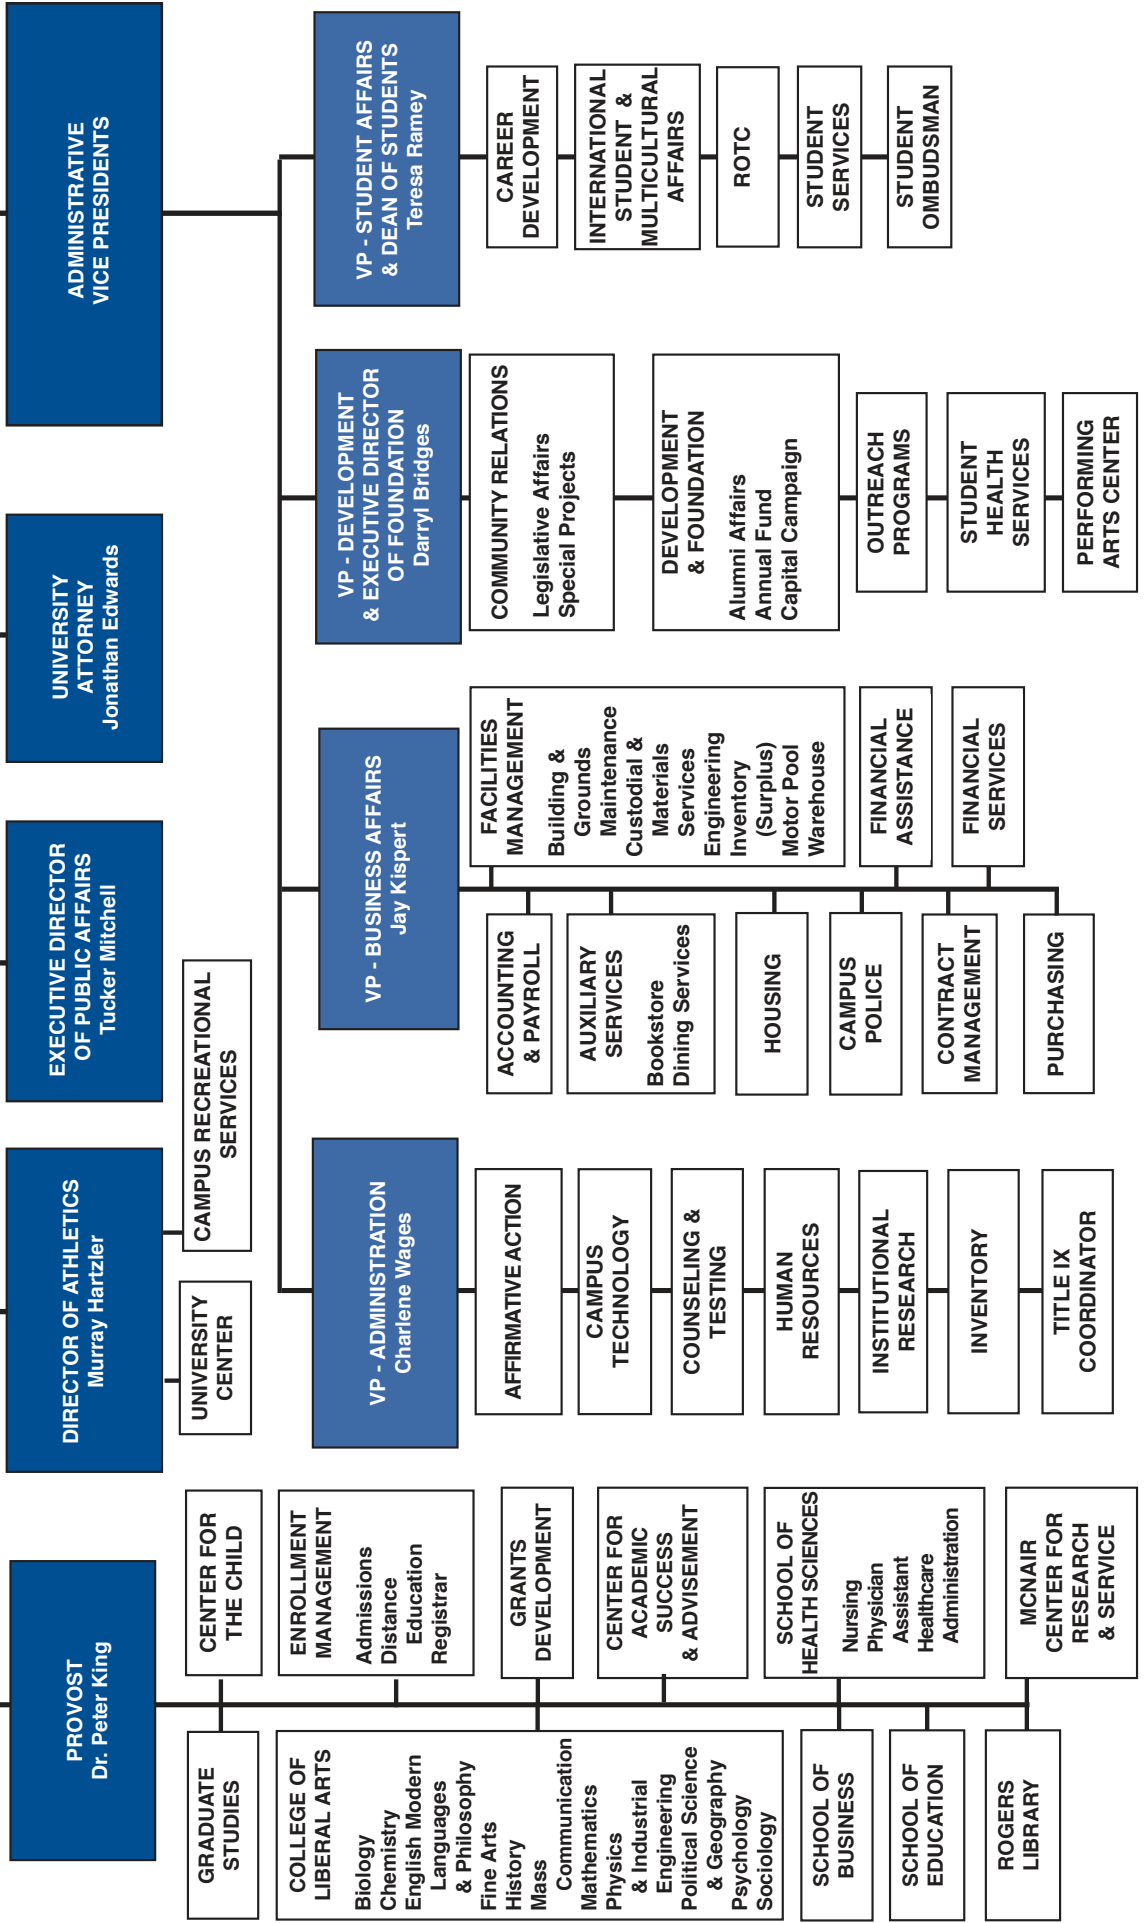 PROVOST
Dr. Peter King
GRADUATE
STUDIES
CENTER FOR
THE CHILD
COLLEGE OF
LIBERAL ARTS
Biology
Chemistry
English Modern
Languages
& Philosophy
Fine Arts
History
Mass
Communication
Mathematics
Physics
& Industrial
Engineering
Political Science
& Geography
Psychology
Sociology
ENROLLMENT
MANAGEMENT
Admissions
Distance
Education
Registrar
GRANTS
DEVELOPMENT
CENTER FOR
ACADEMIC
SUCCESS
& ADVISEMENT
SCHOOL OF
BUSINESS
SCHOOL OF
HEALTH SCIENCES
Nursing
Physician
Assistant
Healthcare
Administration
SCHOOL OF
EDUCATION
ROGERS
LIBRARY
MCNAIR
CENTER FOR
RESEARCH
& SERVICE
DIRECTOR OF ATHLETICS
Murray Hartzler
UNIVERSITY
CENTER
CAMPUS RECREATIONAL
SERVICES
EXECUTIVE DIRECTOR
OF PUBLIC AFFAIRS
Tucker Mitchell
UNIVERSITY
ATTORNEY
Jonathan Edwards
ADMINISTRATIVE
VICE PRESIDENTS
VP - ADMINISTRATION
Charlene Wages
AFFIRMATIVE ACTION
CAMPUS
TECHNOLOGY
COUNSELING &
TESTING
HUMAN
RESOURCES
INSTITUTIONAL
RESEARCH
INVENTORY
TITLE IX
COORDINATOR
VP - BUSINESS AFFAIRS
Jay Kispert
ACCOUNTING
& PAYROLL
AUXILIARY
SERVICES
Bookstore
Dining Services
HOUSING
CAMPUS
POLICE
CONTRACT
MANAGEMENT
PURCHASING
FACILITIES
MANAGEMENT
Building &
Grounds
Maintenance
Custodial &
Materials
Services
Engineering
Inventory
(Surplus)
Motor Pool
Warehouse
FINANCIAL
ASSISTANCE
FINANCIAL
SERVICES
VP - DEVELOPMENT
& EXECUTIVE DIRECTOR
OF FOUNDATION
Darryl Bridges
COMMUNITY RELATIONS
Legislative Affairs
Special Projects
DEVELOPMENT
& FOUNDATION
Alumni Affairs
Annual Fund
Capital Campaign
OUTREACH
PROGRAMS
STUDENT
HEALTH
SERVICES
PERFORMING
ARTS CENTER
VP - STUDENT AFFAIRS
& DEAN OF STUDENTS
Teresa Ramey
CAREER
DEVELOPMENT
INTERNATIONAL
STUDENT &
MULTICULTURAL
AFFAIRS
ROTC
STUDENT
SERVICES
STUDENT
OMBUDSMAN